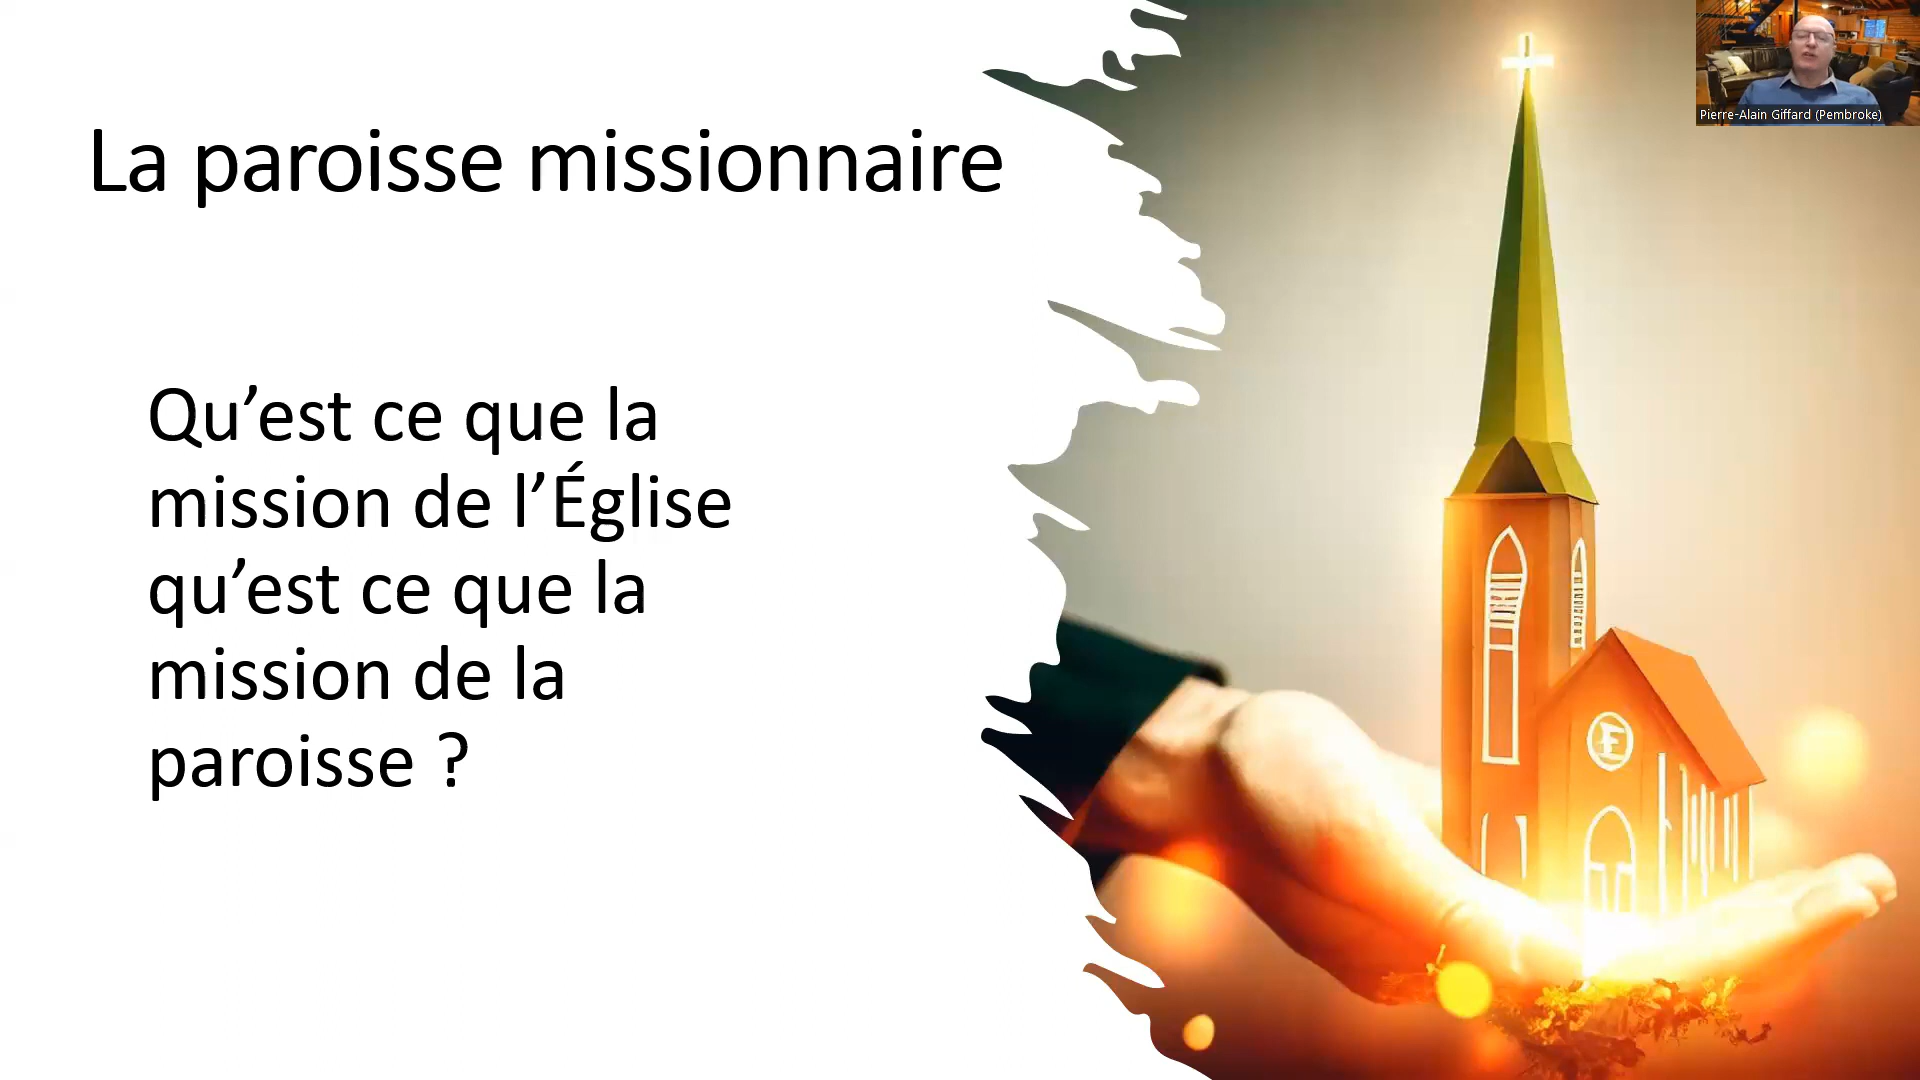 La paroisse missionnaire
Qu’est ce que la
mission de l’Église
qu’est ce que la
mission de la
paroisse ?
Pierre-Alain Giffard (Pembroke)